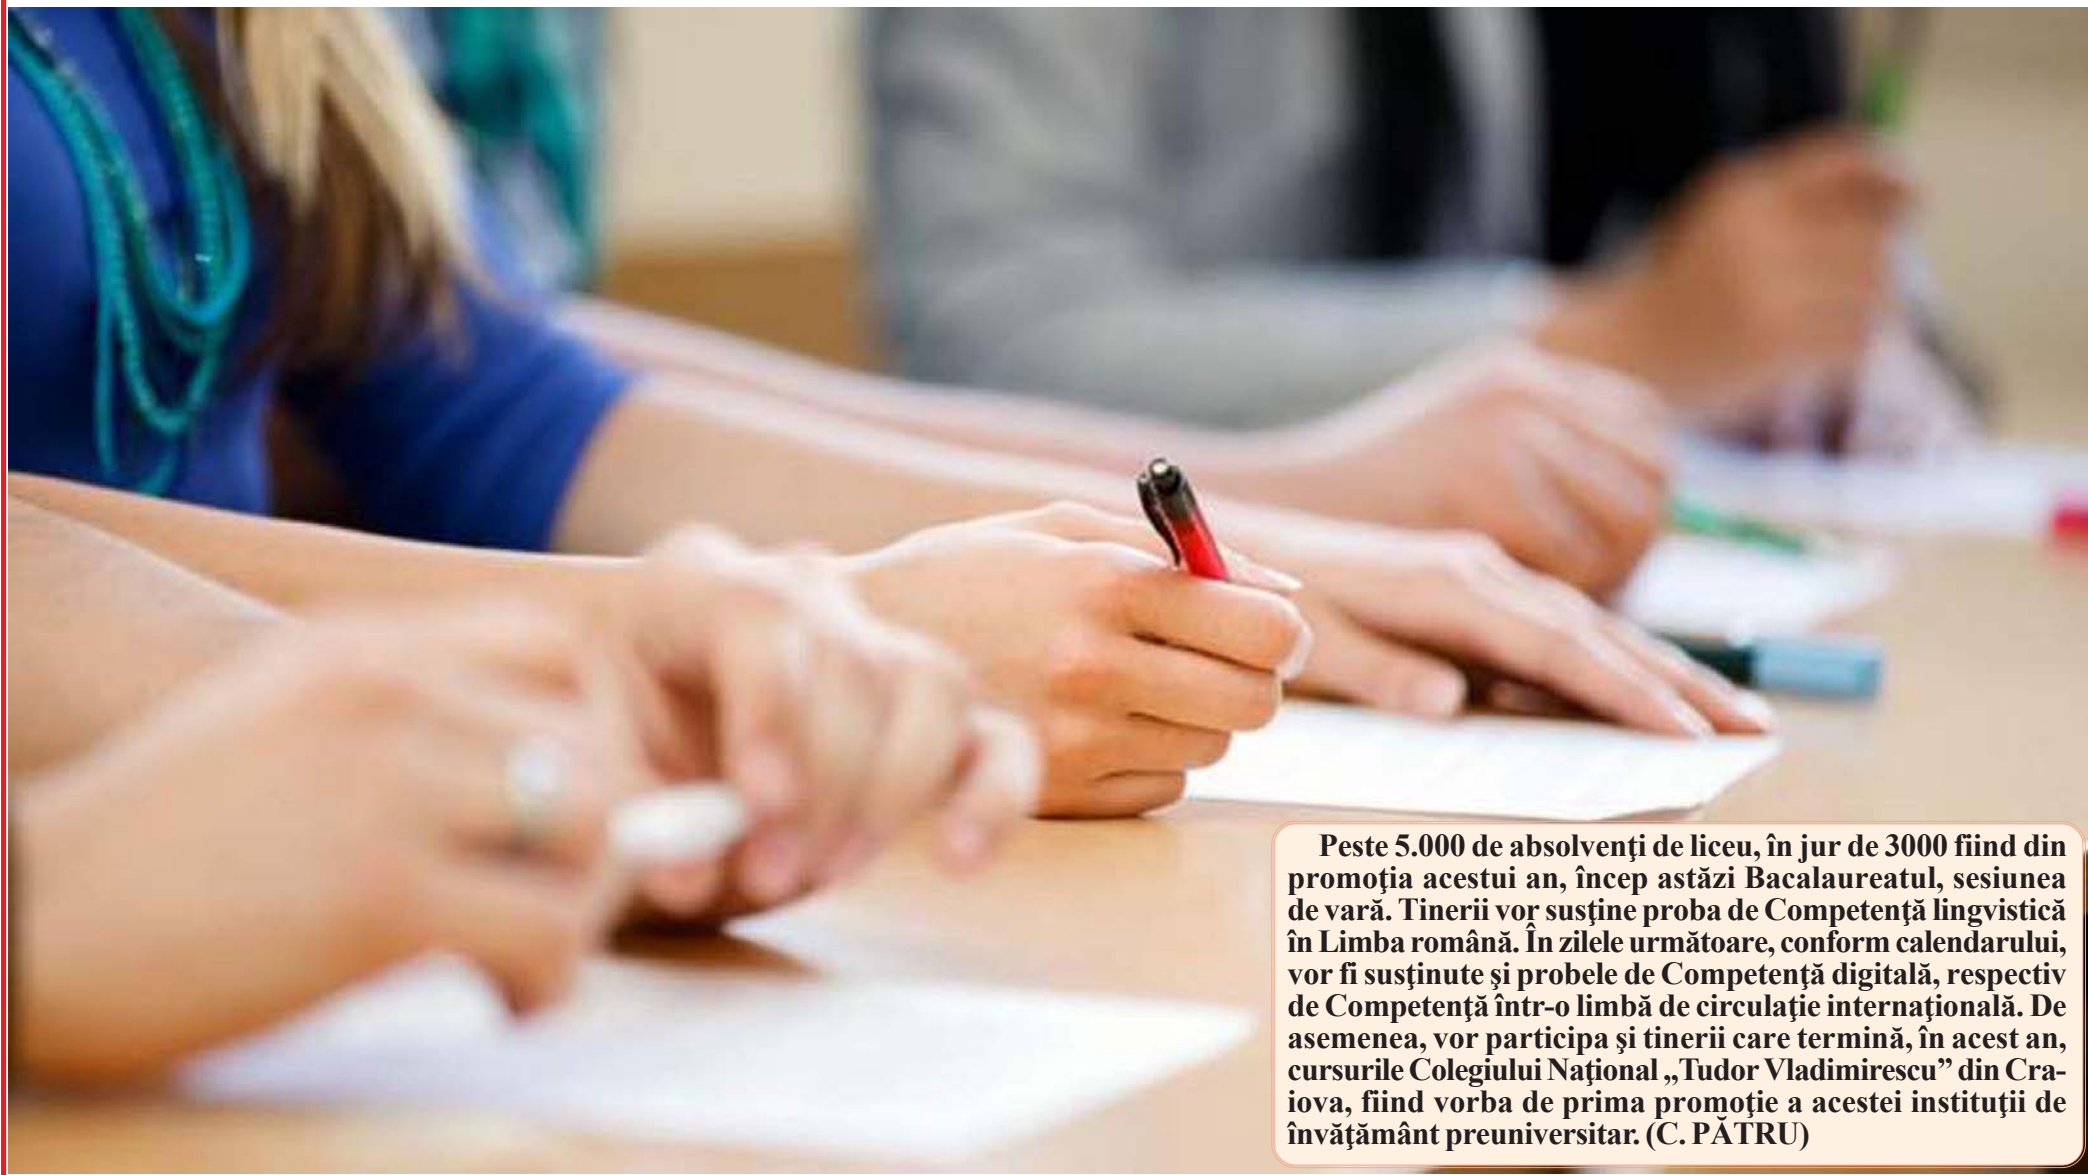 Peste 5.000 de absolvenţi de liceu, în jur de 3000 fiind din
promoţia acestui an, încep astăzi Bacalaureatul, sesiunea
de vară. Tinerii vor susţine proba de Competenţă lingvistică
în Limba română. În zilele următoare, conform calendarului,
vor fi susţinute şi probele de Competenţă digitală, respectiv
de Competenţă într-o limbă de circulaţie internaţională. De
asemenea, vor participa şi tinerii care termină, în acest an,
cursurile Colegiului Naţional „Tudor Vladimirescu” din Cra-
iova, fiind vorba de prima promoţie a acestei instituţii de
învăţământ preuniversitar. (C. PĂTRU)